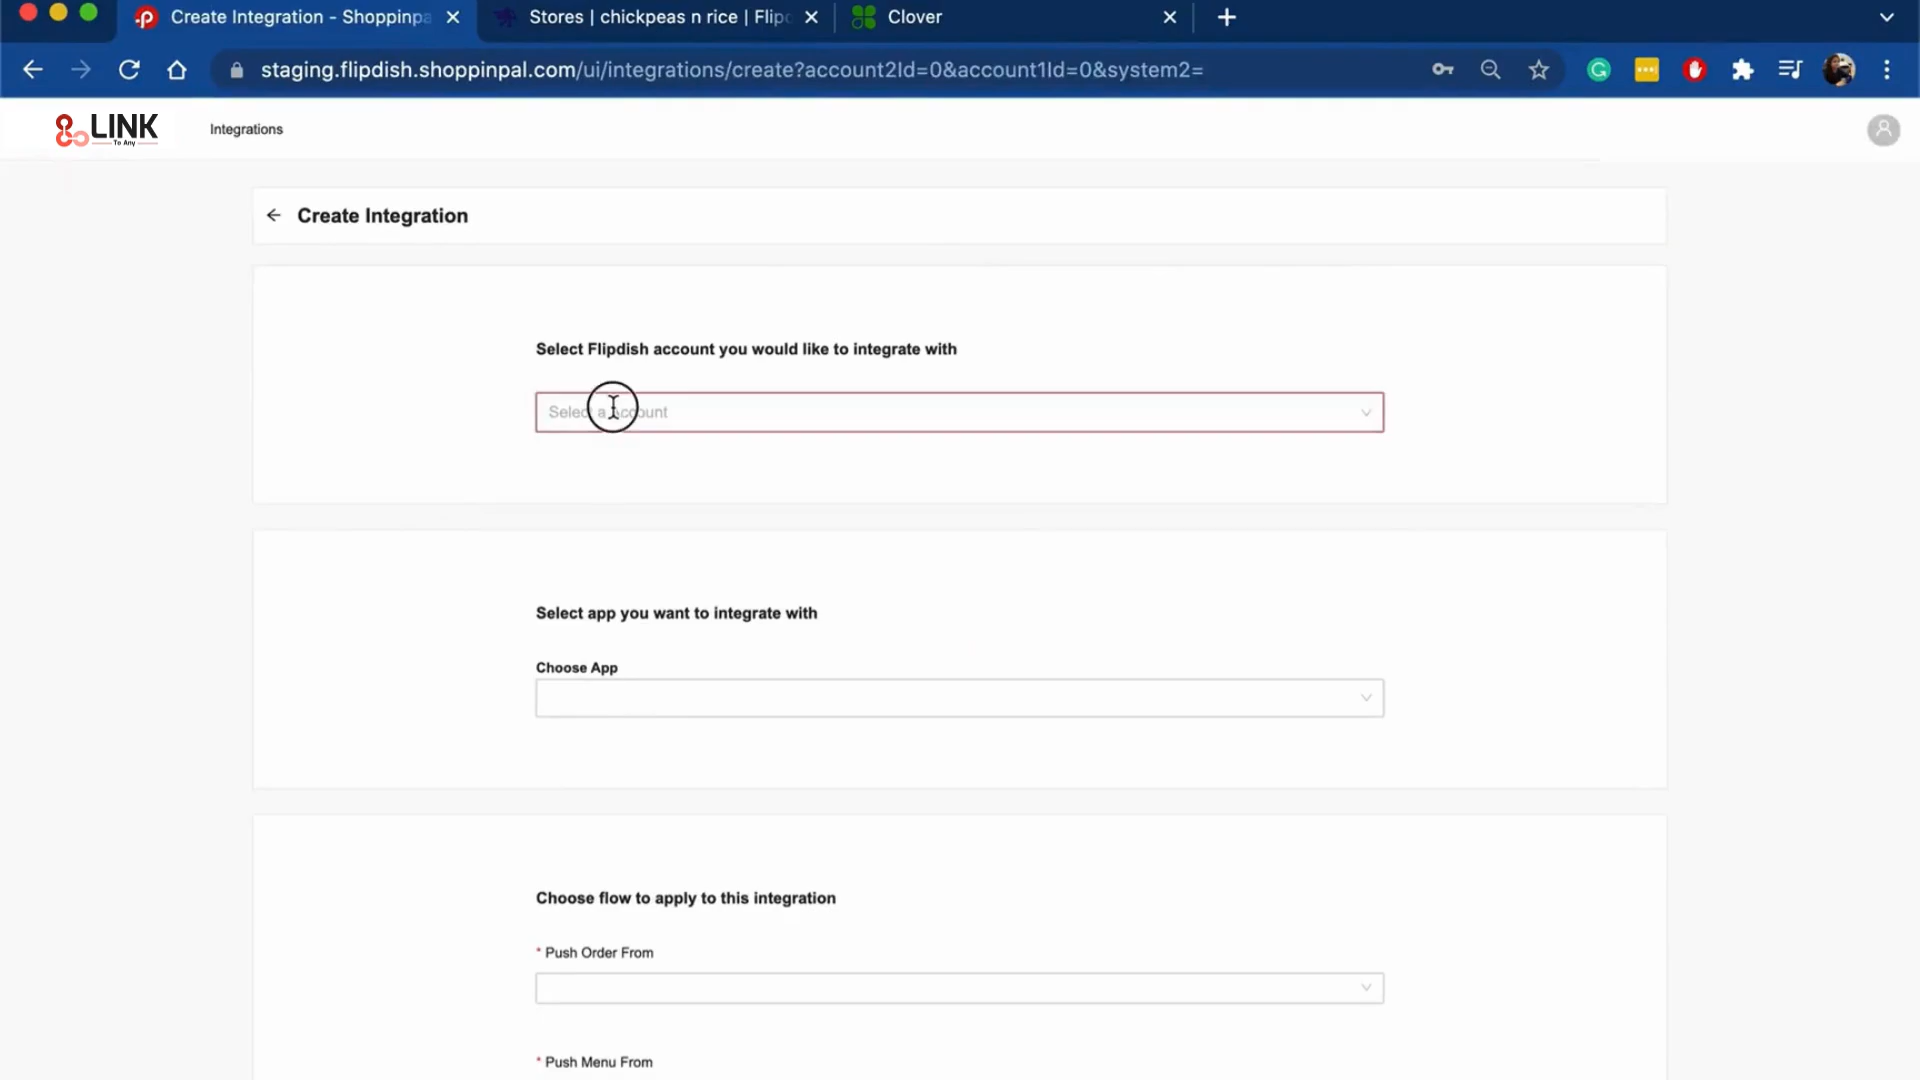 Create Integration - Shoppinpa
Stores | chickpeas n rice | Flipd
Clover
staging.flipdish.shoppinpal.com/ui/integrations/create?account2Id=0&account1Id=0&system2=
LINK
To Any
Integrations
Create Integration
Select Flipdish account you would like to integrate with
Select a Account
Select app you want to integrate with
Choose App
Choose flow to apply to this integration
* Push Order From
* Push Menu From